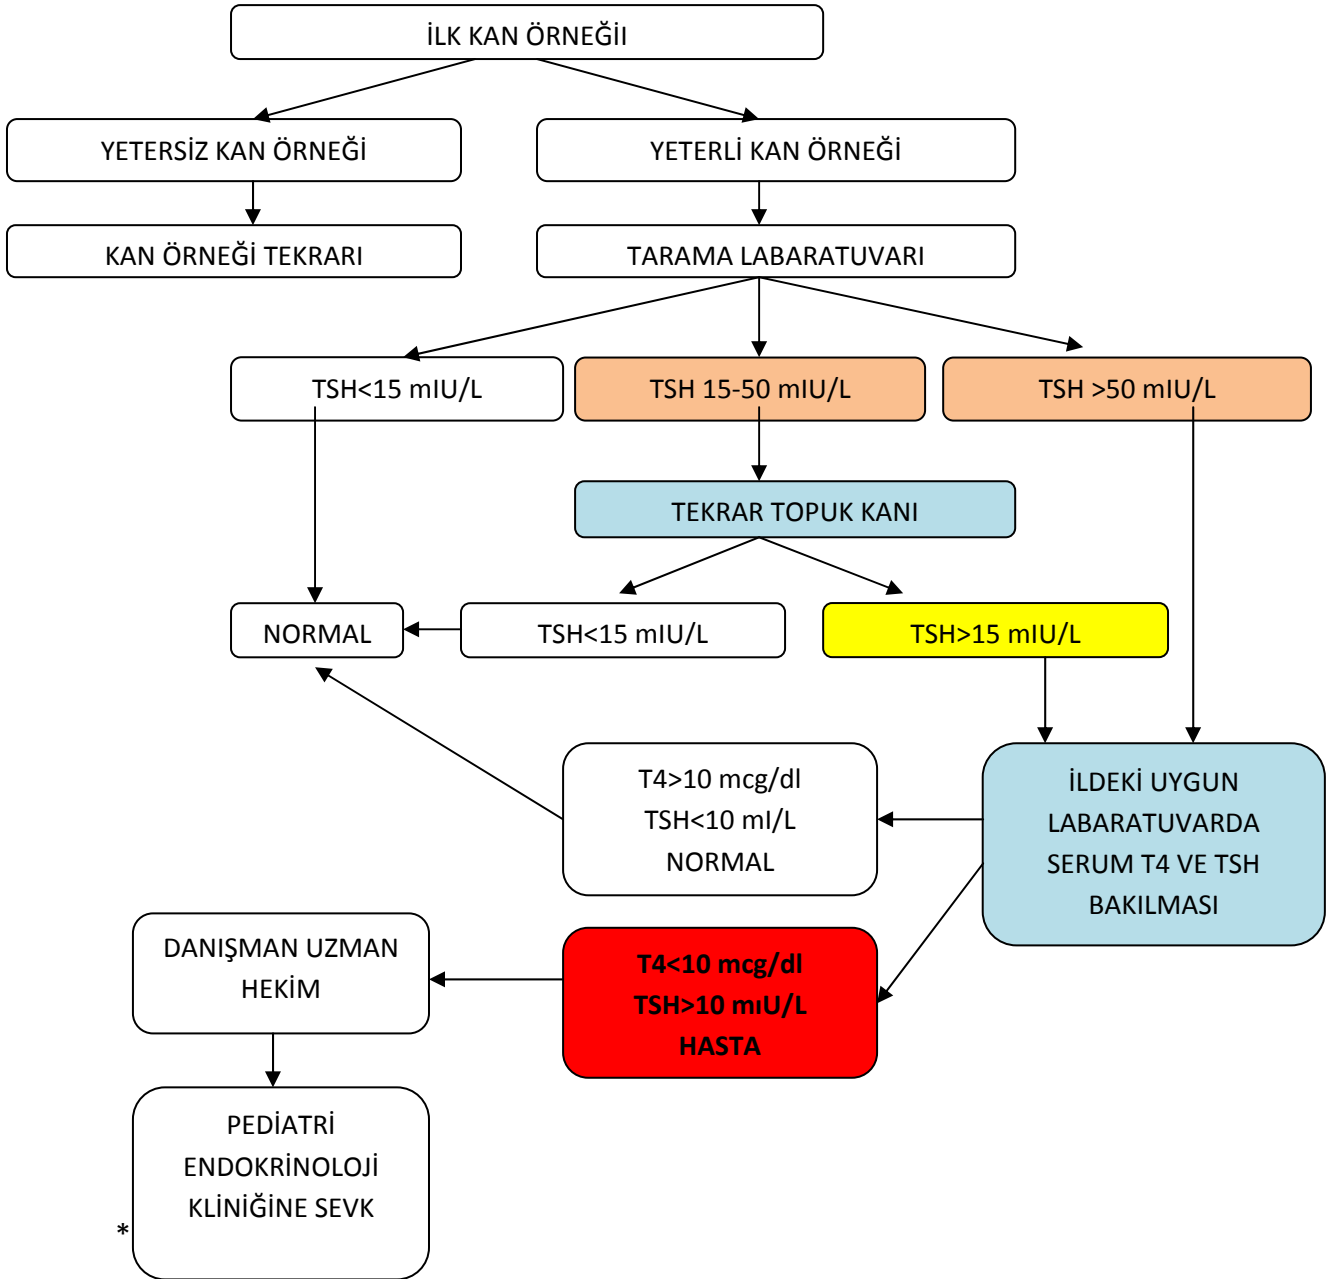 İLK KAN ÖRNEĞİI
YETERSİZ KAN ÖRNEĞİ
YETERLİ KAN ÖRNEĞİ
KAN ÖRNEĞİ TEKRARI
TARAMA LABARATUVARI
TSH<15 mIU/L
TSH 15-50 mIU/L
TSH >50 mIU/L
TEKRAR TOPUK KANI
NORMAL
TSH<15 mIU/L
TSH>15 mIU/L
T4>10 mcg/dl
TSH<10 mI/L
NORMAL
İLDEKİ UYGUN
LABARATUVARDA
SERUM T4 VE TSH
BAKILMASI
DANIŞMAN UZMAN
HEKİM
T4<10 mcg/dl
TSH>10 mıU/L
HASTA
PEDİATRİ
ENDOKRİNOLOJİ
KLİNİĞİNE SEVK
*